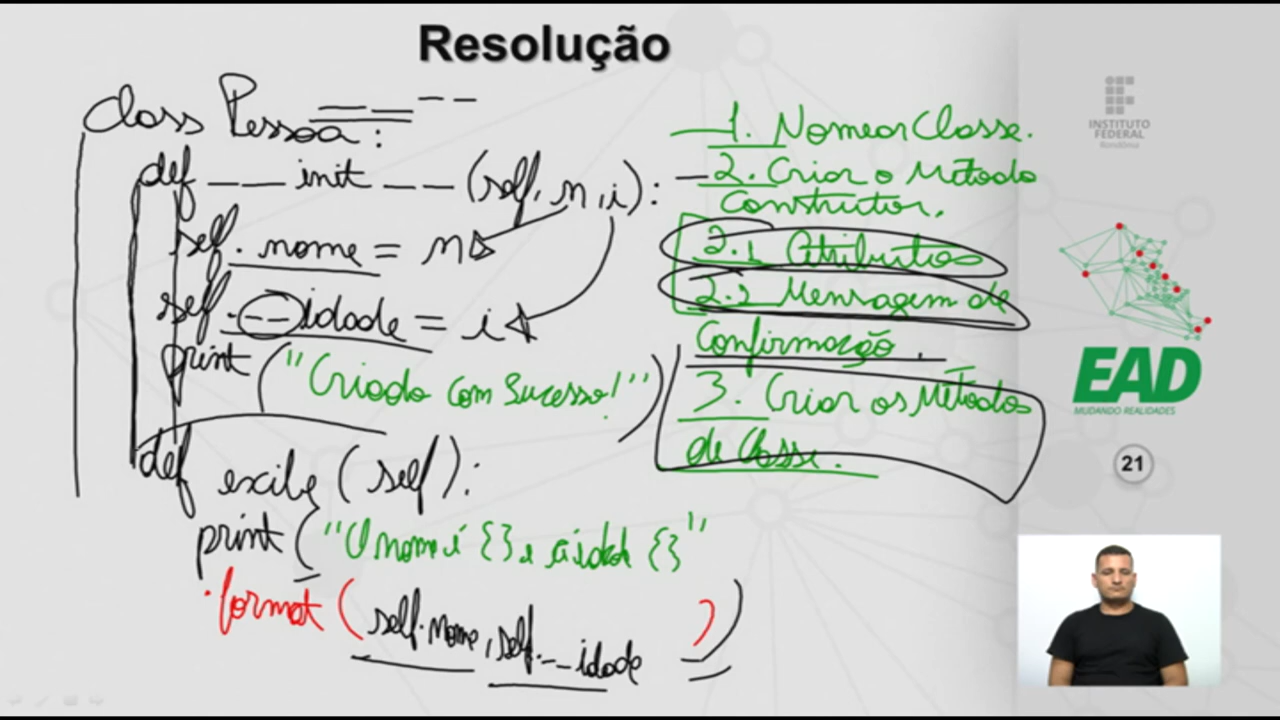 Resolução
class Pessoa:
def __init__(self, n, i):
self.nome = n
self.__idade = i
print("Criado com Sucesso!")
def exibe(self):
print("O nome é {} e a idade {}"
.format(self.nome, self.__idade))
1. Nomear Classe.
2. Criar o Método
Construtor.
2.1 Atributos
2.2 Mensagem de
Confirmação.
3. Criar os Métodos
de Classe.
INSTITUTO
FEDERAL
Rondônia
EAD
MUDANDO REALIDADES
21